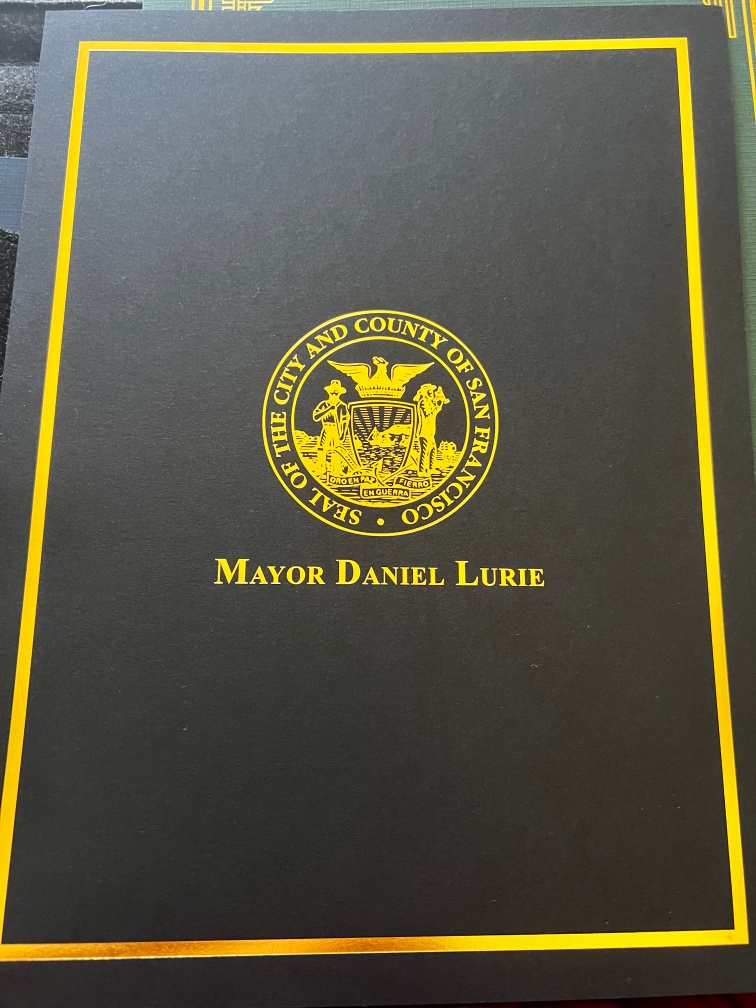 SEAL OF THE CITY AND COUNTY OF SAN FRANCISCO
ORO EN PAZ
FIERRO
EN GUERRA
MAYOR DANIEL LURIE